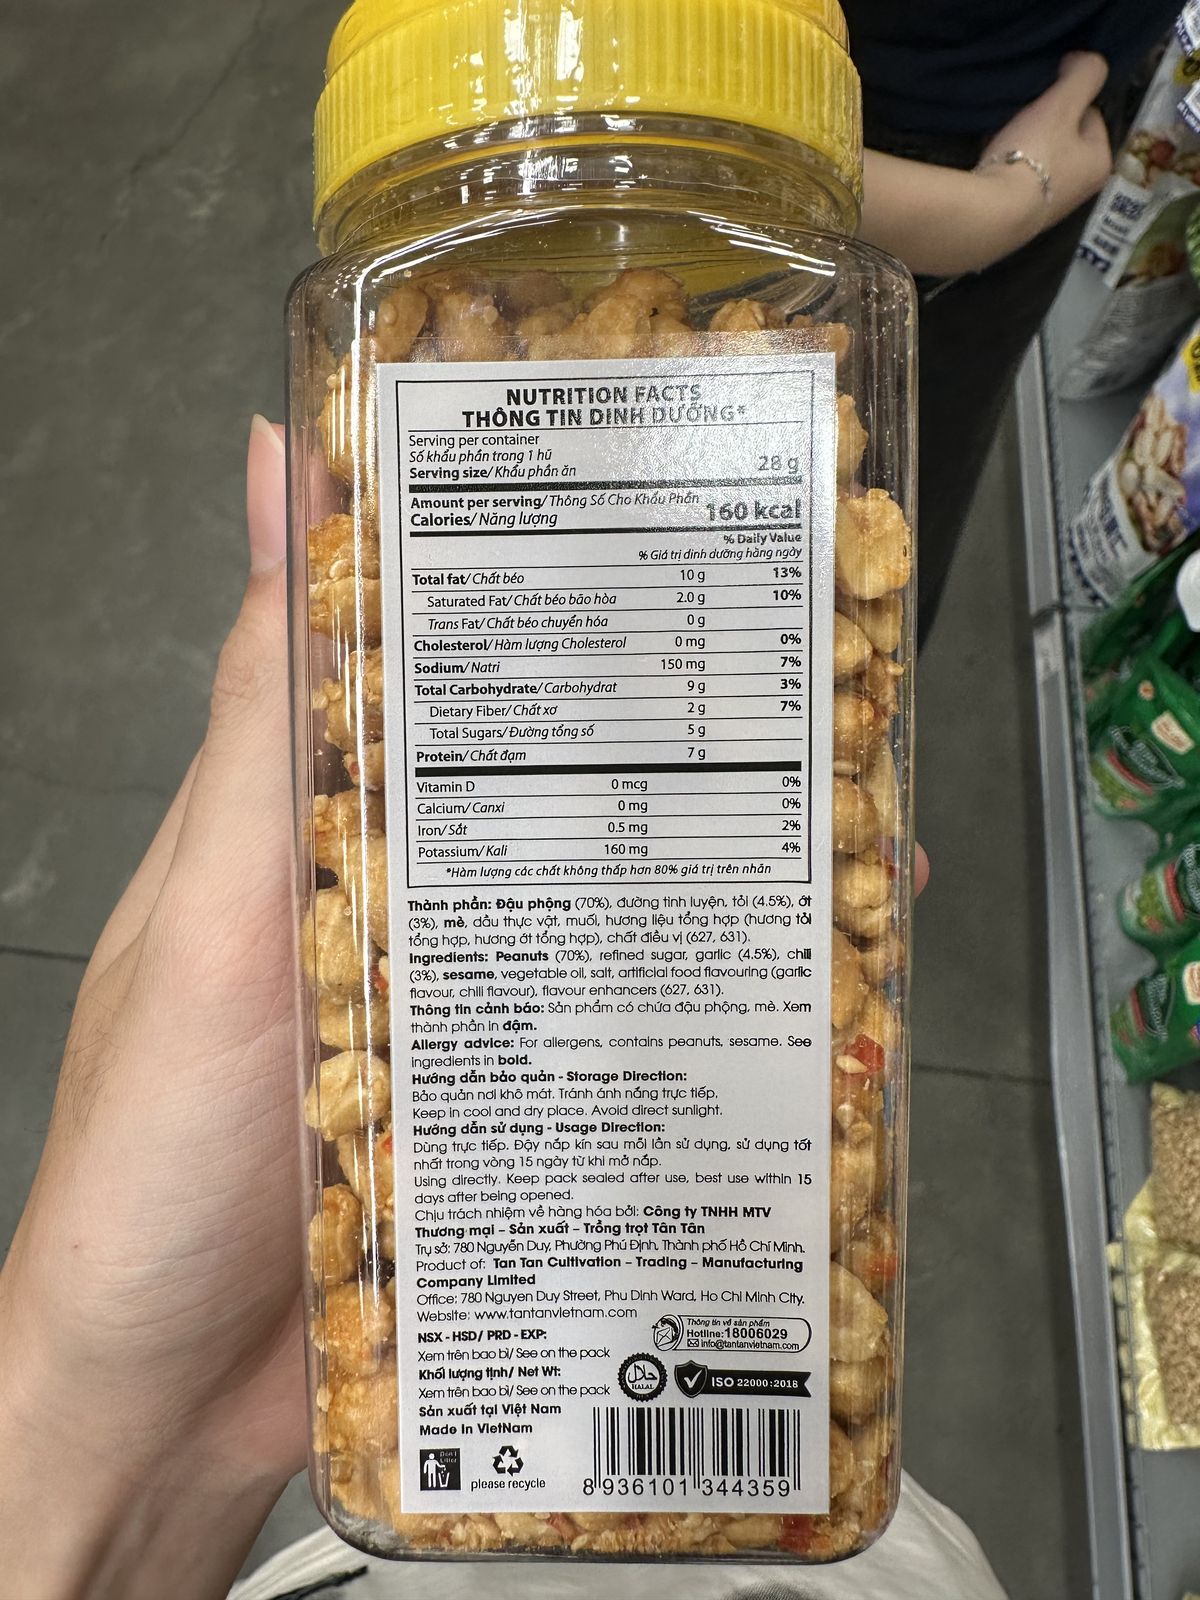 NUTRITION FACTS
THÔNG TIN DINH DƯỠNG*
Serving per container
Số khẩu phần trong 1 hũ
Serving size/ Khẩu phần ăn 28 g
Amount per serving/ Thông Số Cho Khẩu Phần
Calories/ Năng lượng 160 kcal
% Daily Value
% Giá trị dinh dưỡng hàng ngày
Total fat/ Chất béo 10 g 13%
Saturated Fat/ Chất béo bão hòa 2.0 g 10%
Trans Fat/ Chất béo chuyển hóa 0 g
Cholesterol/ Hàm lượng Cholesterol 0 mg 0%
Sodium/ Natri 150 mg 7%
Total Carbohydrate/ Carbohydrat 9 g 3%
Dietary Fiber/ Chất xơ 2 g 7%
Total Sugars/ Đường tổng số 5 g
Protein/ Chất đạm 7 g
Vitamin D 0 mcg 0%
Calcium/ Canxi 0 mg 0%
Iron/ Sắt 0.5 mg 2%
Potassium/ Kali 160 mg 4%
*Hàm lượng các chất không thấp hơn 80% giá trị trên nhãn
Thành phần: Đậu phộng (70%), đường tinh luyện, tỏi (4.5%), ớt
(3%), mè, dầu thực vật, muối, hương liệu tổng hợp (hương tỏi
tổng hợp, hương ớt tổng hợp), chất điều vị (627, 631).
Ingredients: Peanuts (70%), refined sugar, garlic (4.5%), chili
(3%), sesame, vegetable oil, salt, artificial food flavouring (garlic
flavour, chili flavour), flavour enhancers (627, 631).
Thông tin cảnh báo: Sản phẩm có chứa đậu phộng, mè. Xem
thành phần in đậm.
Allergy advice: For allergens, contains peanuts, sesame. See
ingredients in bold.
Hướng dẫn bảo quản - Storage Direction:
Bảo quản nơi khô mát. Tránh ánh nắng trực tiếp.
Keep in cool and dry place. Avoid direct sunlight.
Hướng dẫn sử dụng - Usage Direction:
Dùng trực tiếp. Đậy nắp kín sau mỗi lần sử dụng, sử dụng tốt
nhất trong vòng 15 ngày từ khi mở nắp.
Using directly. Keep pack sealed after use, best use within 15
days after being opened.
Chịu trách nhiệm về hàng hóa bởi: Công ty TNHH MTV
Thương mại – Sản xuất – Trồng trọt Tân Tân
Trụ sở: 780 Nguyễn Duy, Phường Phú Định, Thành phố Hồ Chí Minh.
Product of: Tan Tan Cultivation – Trading – Manufacturing
Company Limited
Office: 780 Nguyen Duy Street, Phu Dinh Ward, Ho Chi Minh City.
Website: www.tantanvietnam.com
NSX - HSD/ PRD - EXP:
Xem trên bao bì/ See on the pack
Khối lượng tịnh/ Net Wt:
Xem trên bao bì/ See on the pack
Sản xuất tại Việt Nam
Made In VietNam
Thông tin về sản phẩm
Hotline:18006029
info@tantanvietnam.com
حلال
HALAL
ISO 22000:2018
Don't
Litter
please recycle
8 936101 344359